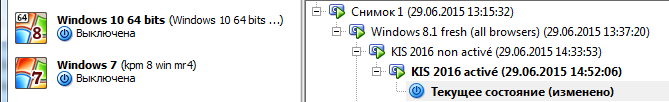 64
8
Windows 10 64 bits (Windows 10 64 bits ...)
Выключена
7
Windows 7 (kpm 8 win mr4)
Выключена
Снимок 1 (29.06.2015 13:15:32)
Windows 8.1 fresh (all browsers) (29.06.2015 13:37:20)
KIS 2016 non activé (29.06.2015 14:33:53)
KIS 2016 activé (29.06.2015 14:52:06)
Текущее состояние (изменено)